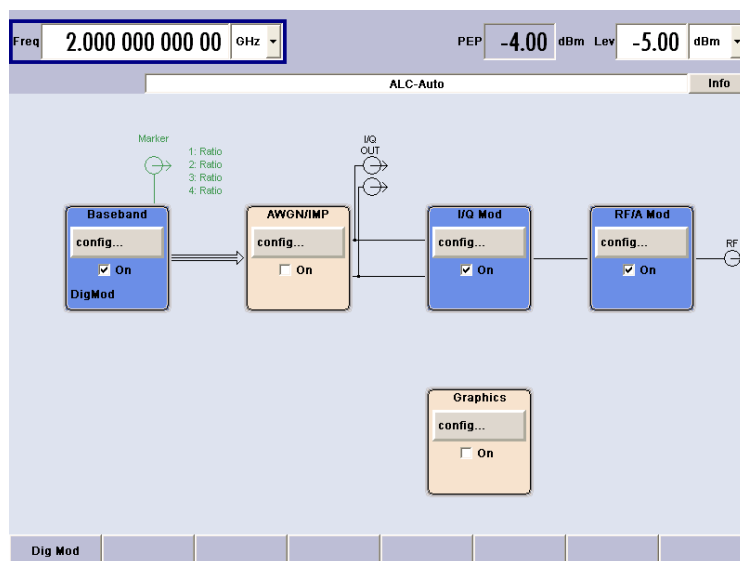 Freq 2.000 000 000 00 GHz PEP -4.00 dBm Lev -5.00 dBm
ALC-Auto Info
Marker
1: Ratio
2: Ratio
3: Ratio
4: Ratio
I/Q
OUT
Baseband AWGN/IMP I/Q Mod RF/A Mod
config... config... config... config... RF
On On On On
DigMod
Graphics
config...
On
Dig Mod